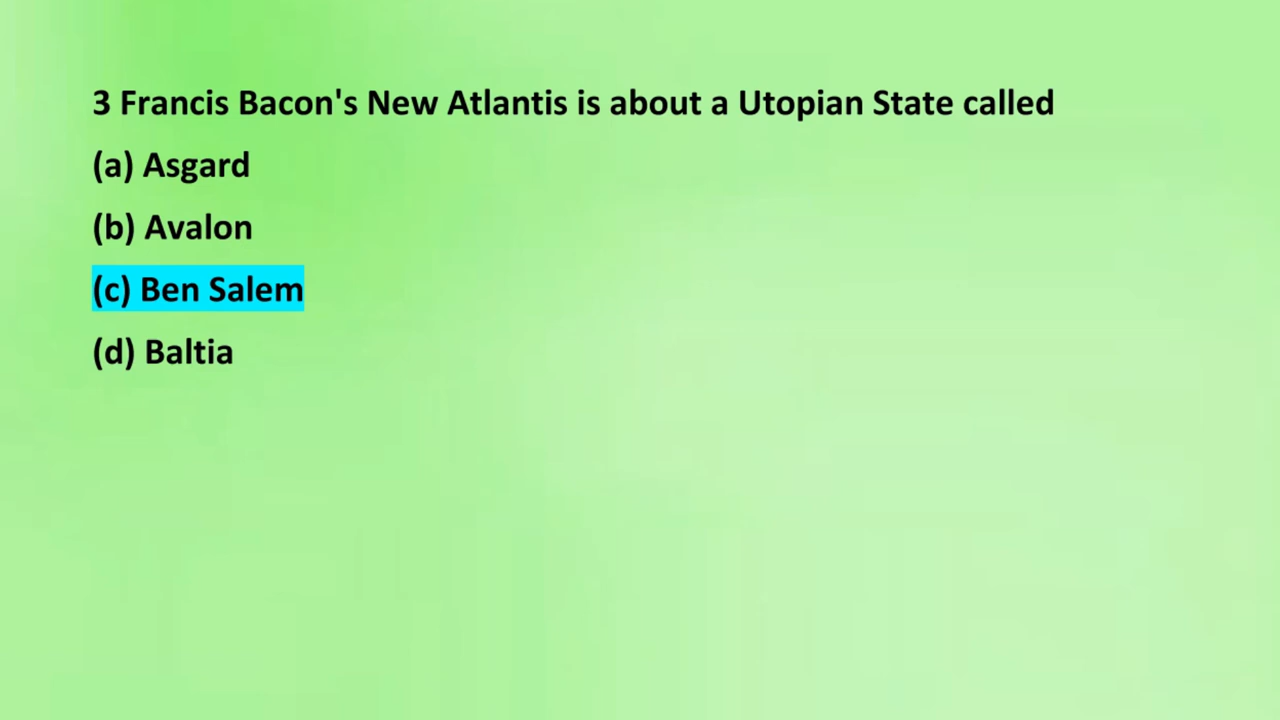 3 Francis Bacon's New Atlantis is about a Utopian State called
(a) Asgard
(b) Avalon
(c) Ben Salem
(d) Baltia